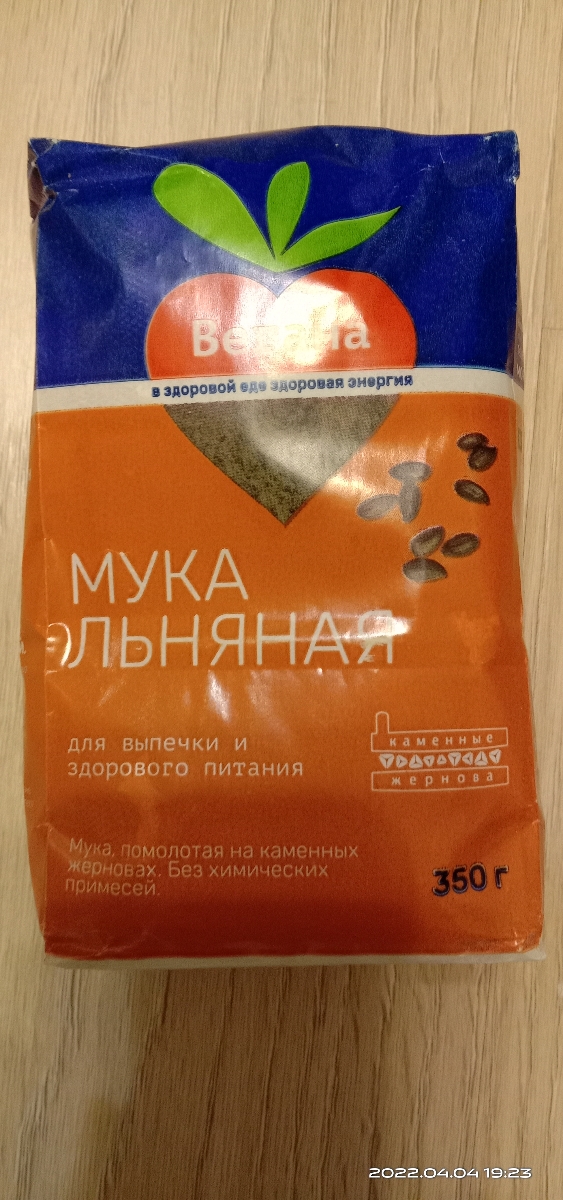 в здоровой еде здоровая энергия
МУКА
ЛЬНЯНАЯ
для выпечки и
здорового питания
каменные
жернова
Мука, помолотая на каменных
жерновах. Без химических
примесей.
350 г
2022.04.04 19:23